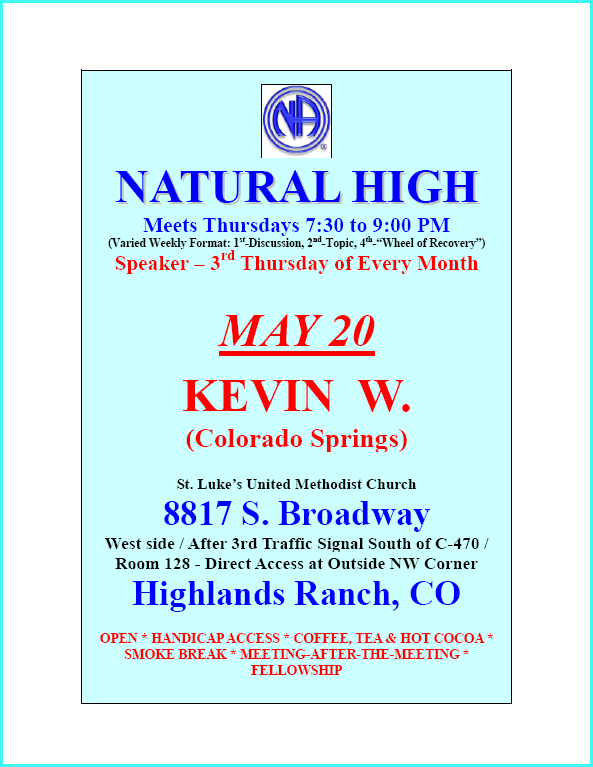 NA
®
NATURAL HIGH
Meets Thursdays 7:30 to 9:00 PM
(Varied Weekly Format: 1st-Discussion, 2nd-Topic, 4th-“Wheel of Recovery”)
Speaker – 3rd Thursday of Every Month
MAY 20
KEVIN W.
(Colorado Springs)
St. Luke’s United Methodist Church
8817 S. Broadway
West side / After 3rd Traffic Signal South of C-470 /
Room 128 - Direct Access at Outside NW Corner
Highlands Ranch, CO
OPEN * HANDICAP ACCESS * COFFEE, TEA & HOT COCOA *
SMOKE BREAK * MEETING-AFTER-THE-MEETING *
FELLOWSHIP